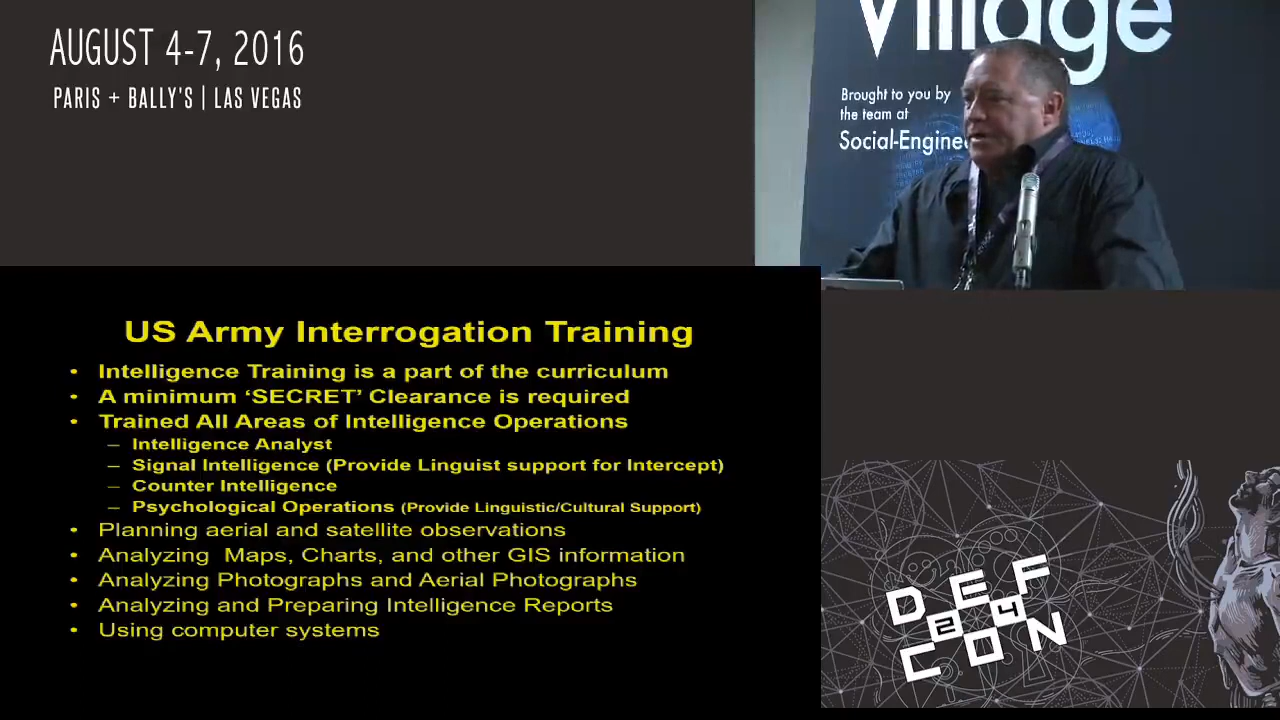 AUGUST 4-7, 2016
PARIS + BALLY'S | LAS VEGAS
Village
Brought to you by
the team at
Social-Engine
US Army Interrogation Training
• Intelligence Training is a part of the curriculum
• A minimum ‘SECRET’ Clearance is required
• Trained All Areas of Intelligence Operations
– Intelligence Analyst
– Signal Intelligence (Provide Linguist support for Intercept)
– Counter Intelligence
– Psychological Operations (Provide Linguistic/Cultural Support)
• Planning aerial and satellite observations
• Analyzing Maps, Charts, and other GIS information
• Analyzing Photographs and Aerial Photographs
• Analyzing and Preparing Intelligence Reports
• Using computer systems
DEF
24
CON